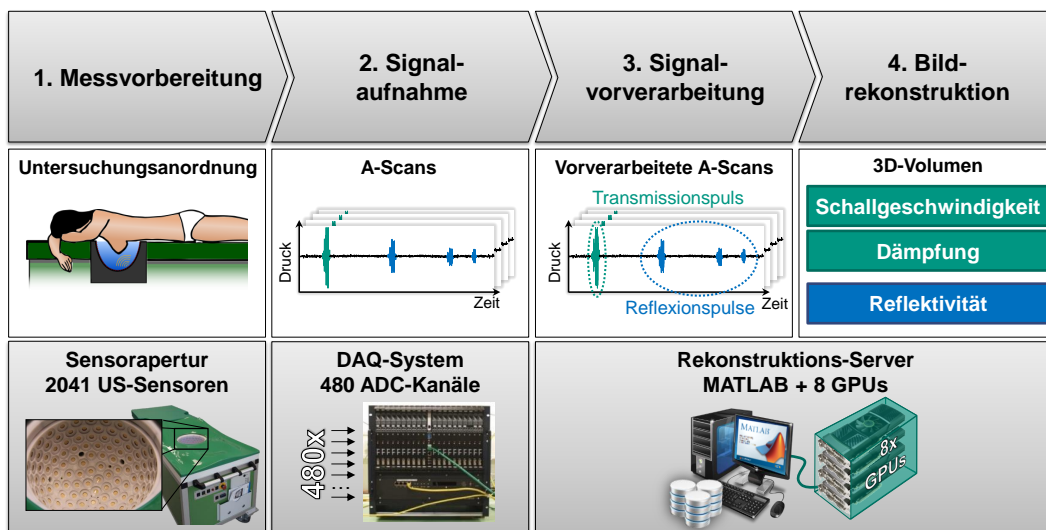 1. Messvorbereitung
2. Signal-
aufnahme
3. Signal-
vorverarbeitung
4. Bild-
rekonstruktion
Untersuchungsanordnung
A-Scans
Druck
Zeit
Vorverarbeitete A-Scans
Transmissionspuls
Druck
Reflexionspulse
Zeit
3D-Volumen
Schallgeschwindigkeit
Dämpfung
Reflektivität
Sensorapertur
2041 US-Sensoren
DAQ-System
480 ADC-Kanäle
480x
...
Rekonstruktions-Server
MATLAB + 8 GPUs
MATLAB
8x
GPUs